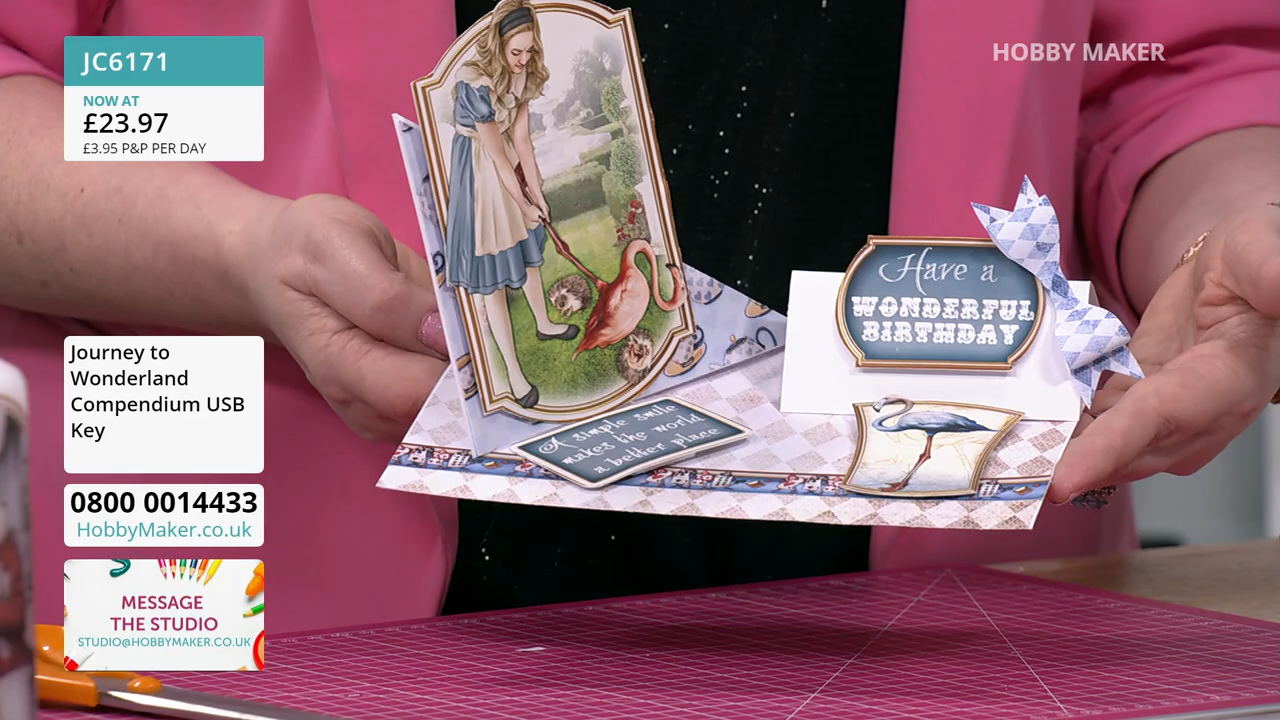 JC6171
NOW AT
£23.97
£3.95 P&P PER DAY
Journey to
Wonderland
Compendium USB
Key
0800 0014433
HobbyMaker.co.uk
MESSAGE
THE STUDIO
STUDIO@HOBBYMAKER.CO.UK
HOBBY MAKER
Have a
WONDERFUL
BIRTHDAY
A simple smile
makes the world
a better place